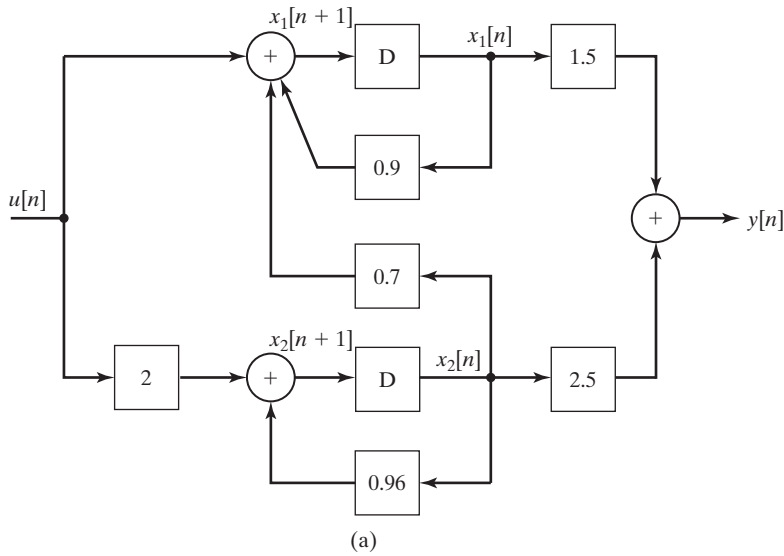 x₁[n + 1]
x₁[n]
+
D
1.5
0.9
u[n]
+
y[n]
0.7
x₂[n + 1]
x₂[n]
2
+
D
2.5
0.96
(a)